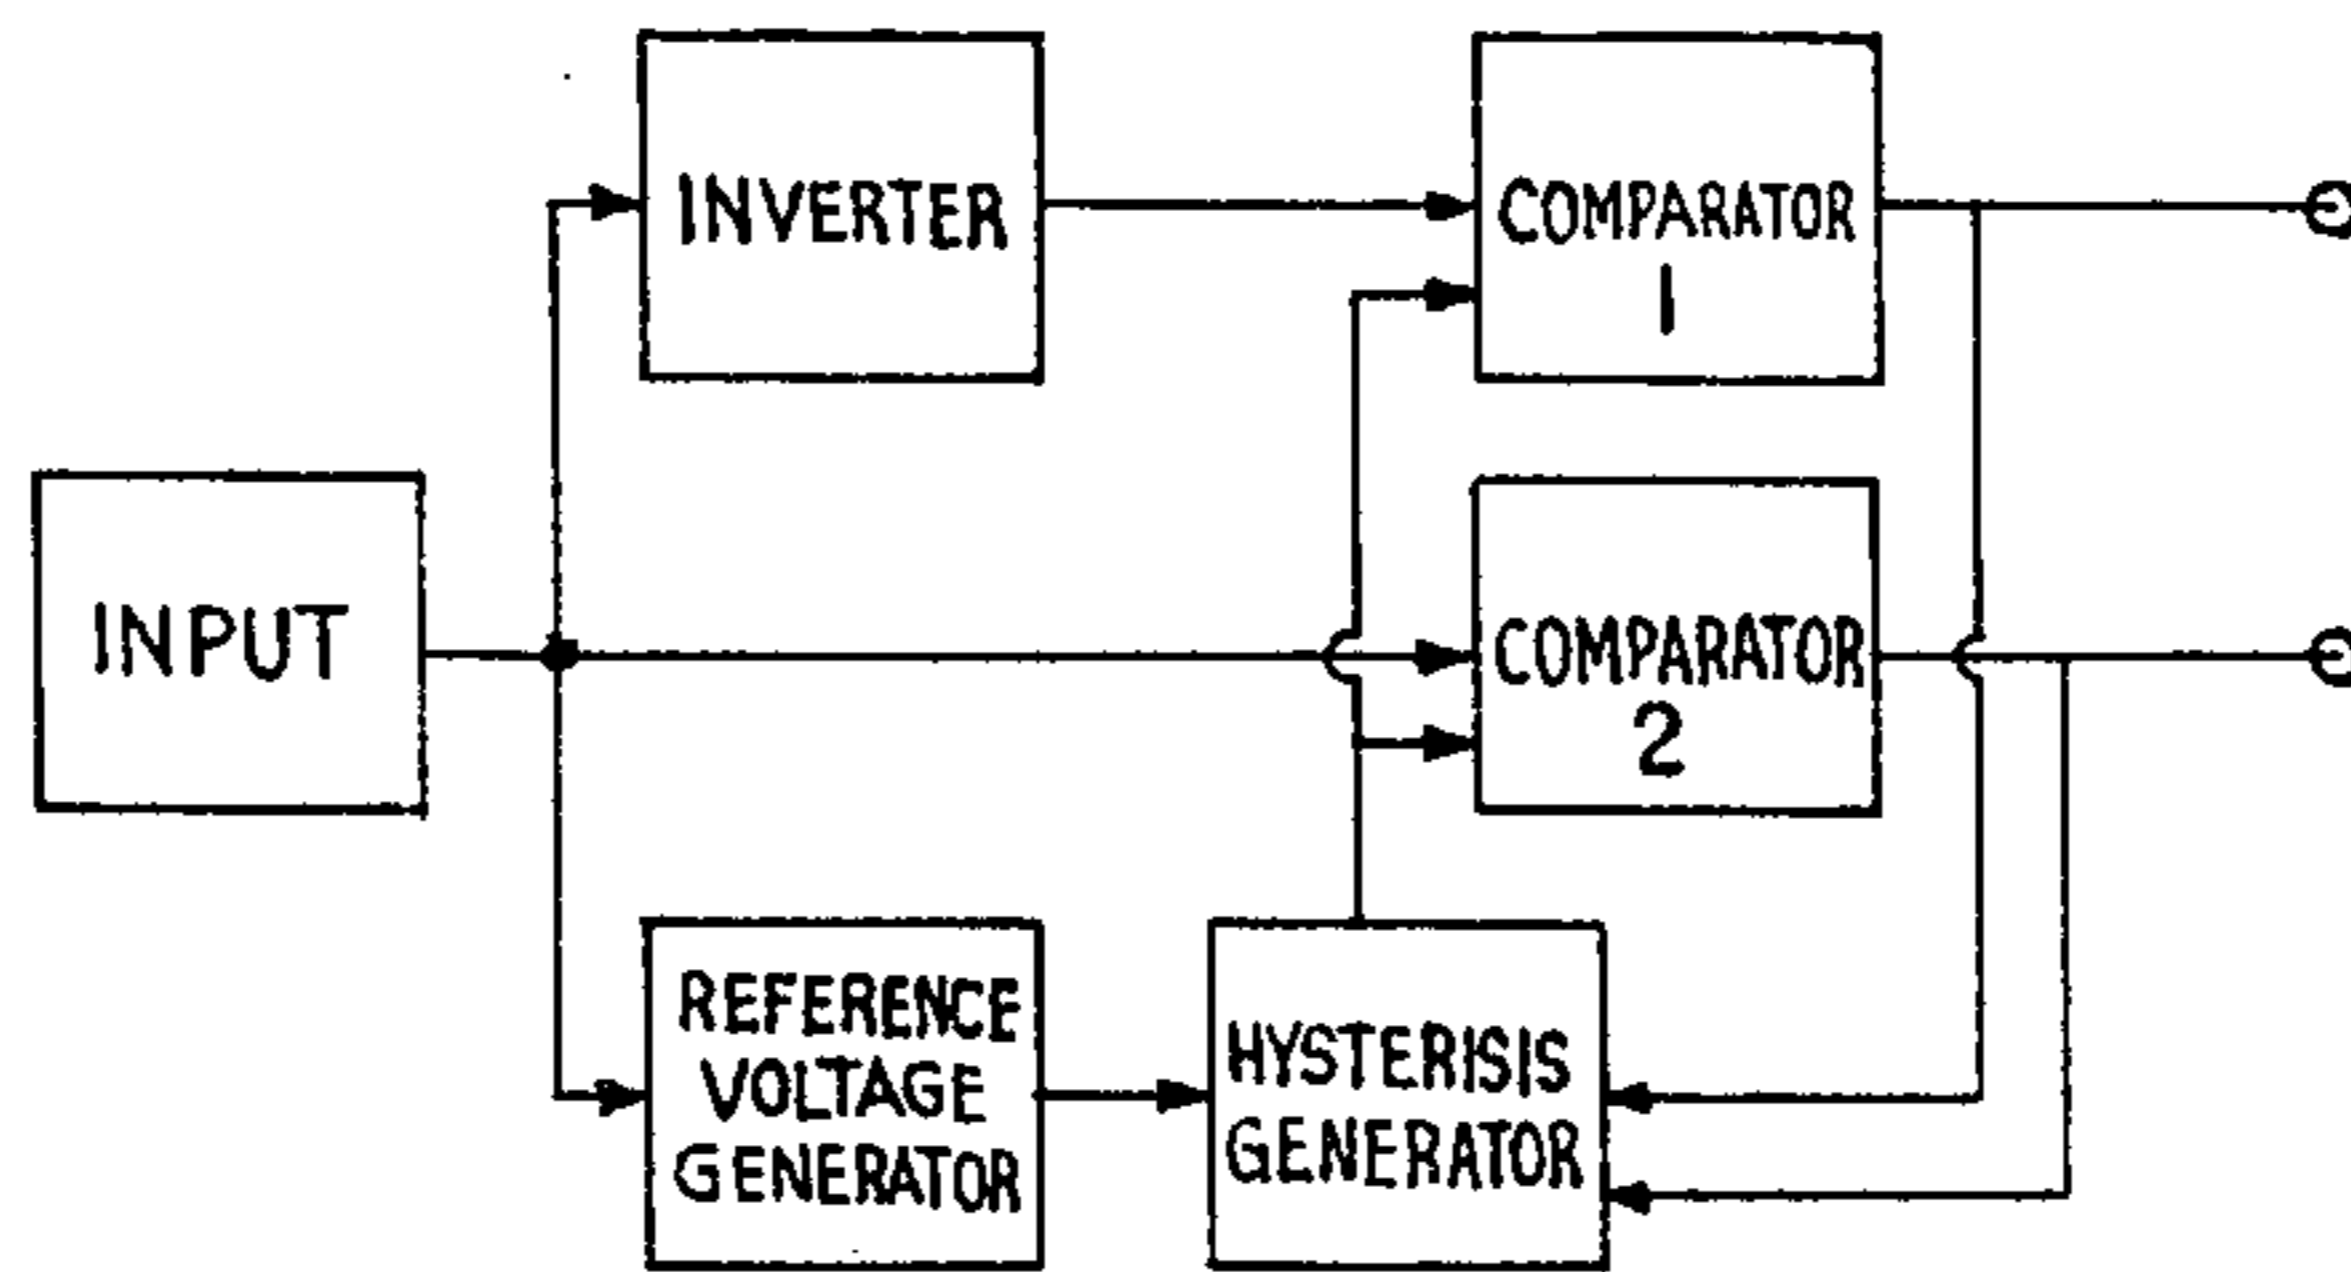 INVERTER
COMPARATOR
1
INPUT
COMPARATOR
2
REFERENCE
VOLTAGE
GENERATOR
HYSTERISIS
GENERATOR